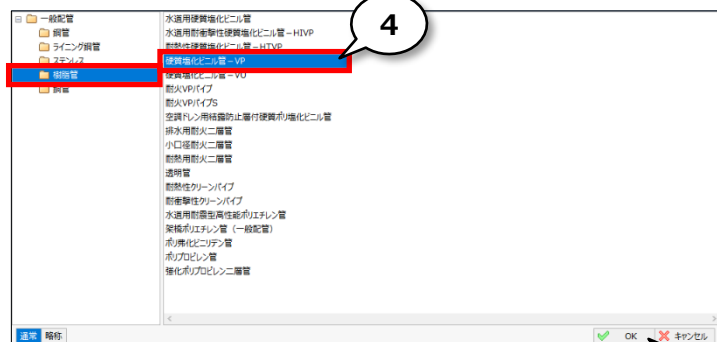 一般配管
鋼管
ライニング鋼管
ステンレス
樹脂管
銅管
水道用硬質塩化ビニル管
水道用耐衝撃性硬質塩化ビニル管－HIVP
耐熱性硬質塩化ビニル管－HTVP
硬質塩化ビニル管－VP
硬質塩化ビニル管－VU
耐火VPパイプ
耐火VPパイプS
空調ドレン用結露防止層付硬質ポリ塩化ビニル管
排水用耐火二層管
小口径耐火二層管
耐熱用耐火二層管
透明管
耐熱性クリーンパイプ
耐衝撃性クリーンパイプ
水道用耐震型高性能ポリエチレン管
架橋ポリエチレン管（一般配管）
ポリ弗化ビニリデン管
ポリプロピレン管
強化ポリプロピレン二層管
4
通常 略称
OK キャンセル